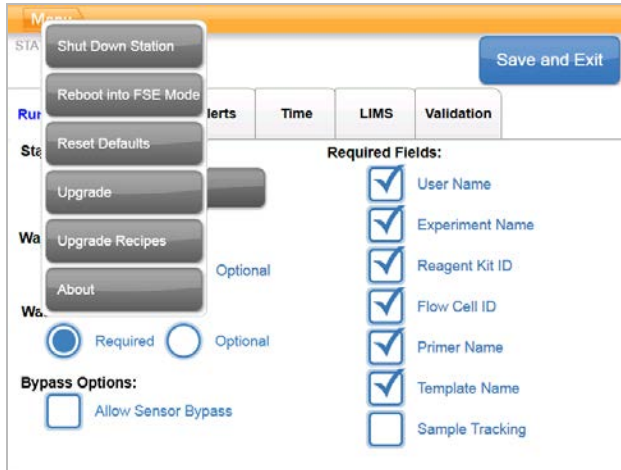 Menu
STA
Shut Down Station
Save and Exit
Reboot into FSE Mode
Run
lerts
Time
LIMS
Validation
Reset Defaults
Sta
Required Fields:
User Name
Upgrade
Experiment Name
Wa
Upgrade Recipes
Optional
Reagent Kit ID
About
Wa
Flow Cell ID
Required
Optional
Primer Name
Bypass Options:
Template Name
Allow Sensor Bypass
Sample Tracking